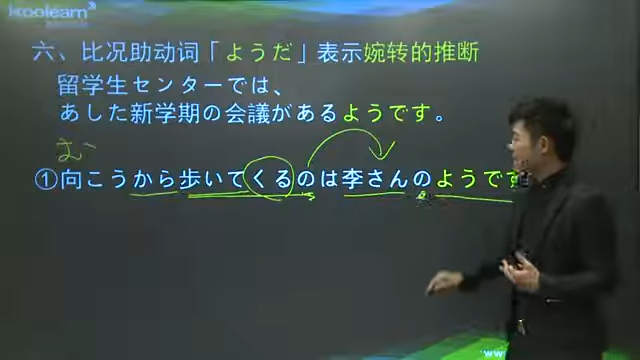 koolearn
六、比况助动词「ようだ」表示婉转的推断
留学生センターでは、
あした新学期の会議があるようです。
む
①向こうから歩いてくるのは李さんのようです